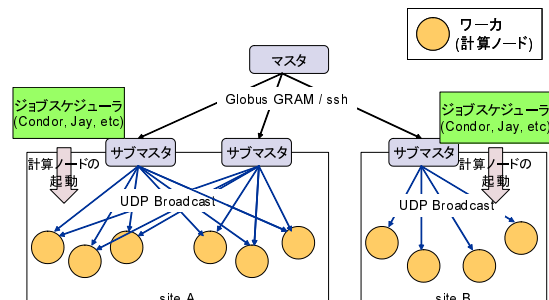 ワーカ
(計算ノード)
マスタ
Globus GRAM / ssh
ジョブスケジューラ
(Condor, Jay, etc)
ジョブスケジューラ
(Condor, Jay, etc)
サブマスタ
サブマスタ
サブマスタ
計算ノードの
起動
計算ノードの
起動
UDP Broadcast
UDP Broadcast
site A
site B